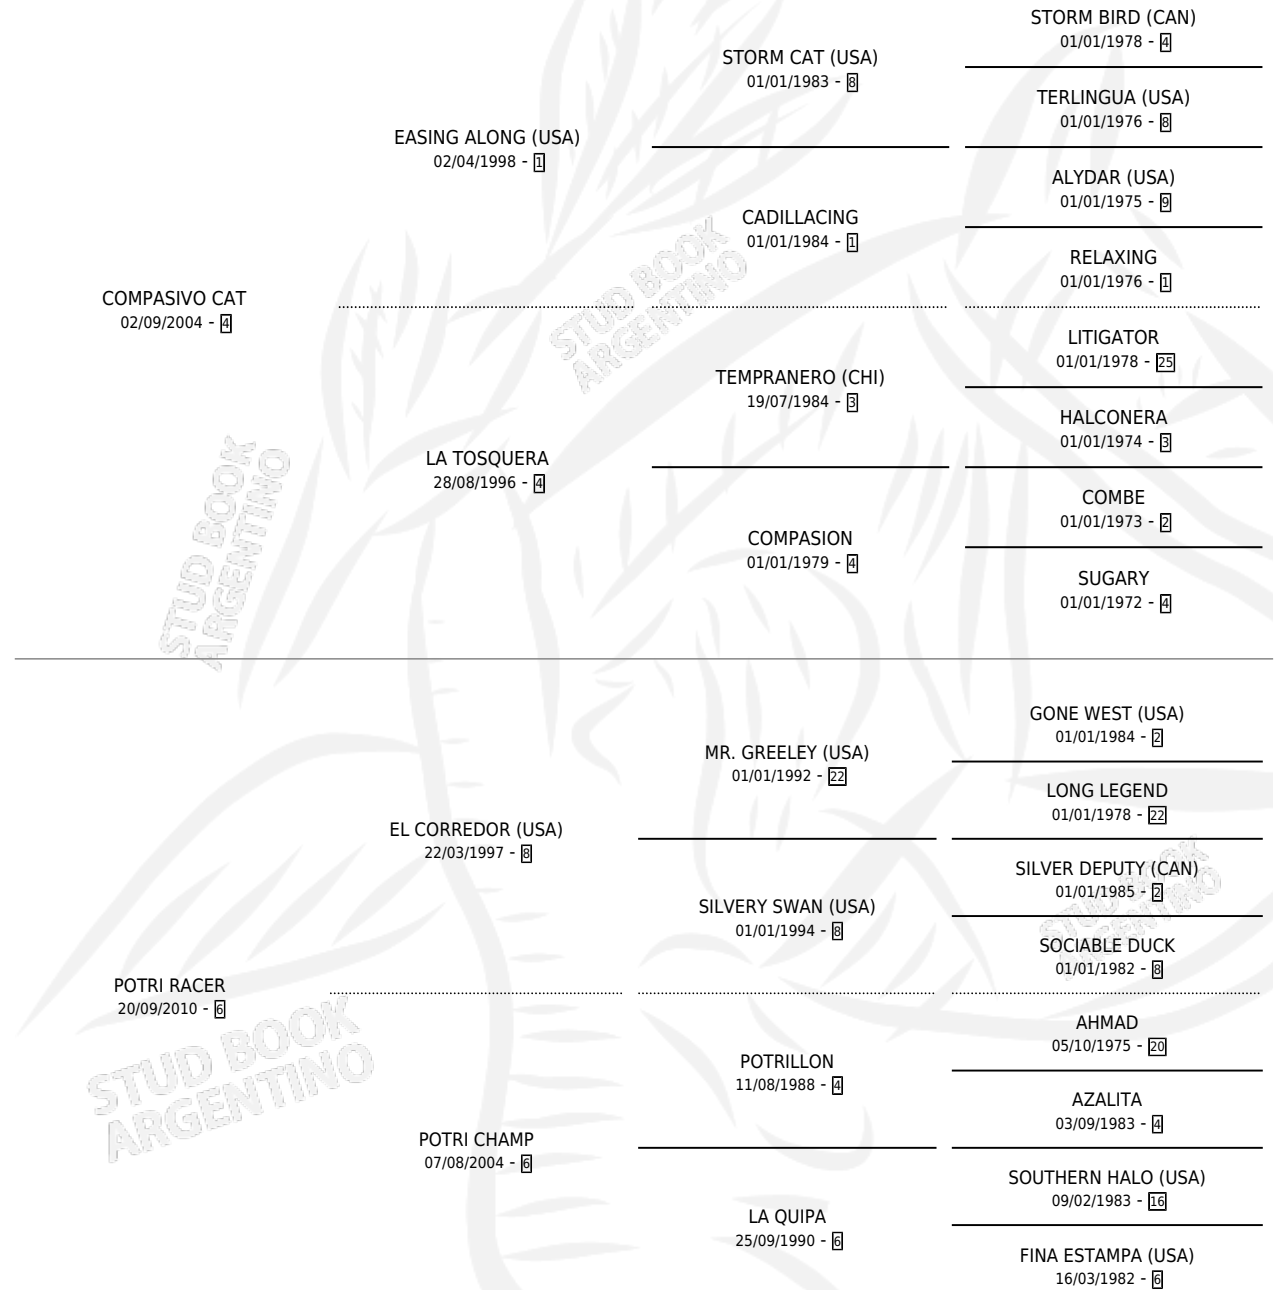 STORM BIRD (CAN)
01/01/1978 - 4
STORM CAT (USA)
01/01/1983 - 8
TERLINGUA (USA)
01/01/1976 - 8
EASING ALONG (USA)
02/04/1998 - 1
ALYDAR (USA)
01/01/1975 - 9
CADILLACING
01/01/1984 - 1
RELAXING
01/01/1976 - 1
COMPASIVO CAT
02/09/2004 - 4
LITIGATOR
01/01/1978 - 25
TEMPRANERO (CHI)
19/07/1984 - 3
HALCONERA
01/01/1974 - 3
LA TOSQUERA
28/08/1996 - 4
COMBE
01/01/1973 - 2
COMPASION
01/01/1979 - 4
SUGARY
01/01/1972 - 4
STUD BOOK
ARGENTINO
STUD BOOK
ARGENTINO
GONE WEST (USA)
01/01/1984 - 2
MR. GREELEY (USA)
01/01/1992 - 22
LONG LEGEND
01/01/1978 - 22
EL CORREDOR (USA)
22/03/1997 - 8
SILVER DEPUTY (CAN)
01/01/1985 - 2
SILVERY SWAN (USA)
01/01/1994 - 8
SOCIABLE DUCK
01/01/1982 - 8
POTRI RACER
20/09/2010 - 6
AHMAD
05/10/1975 - 20
POTRILLON
11/08/1988 - 4
AZALITA
03/09/1983 - 4
POTRI CHAMP
07/08/2004 - 6
SOUTHERN HALO (USA)
09/02/1983 - 16
LA QUIPA
25/09/1990 - 6
FINA ESTAMPA (USA)
16/03/1982 - 6
STUD BOOK
ARGENTINO
STUD BOOK
ARGENTINO